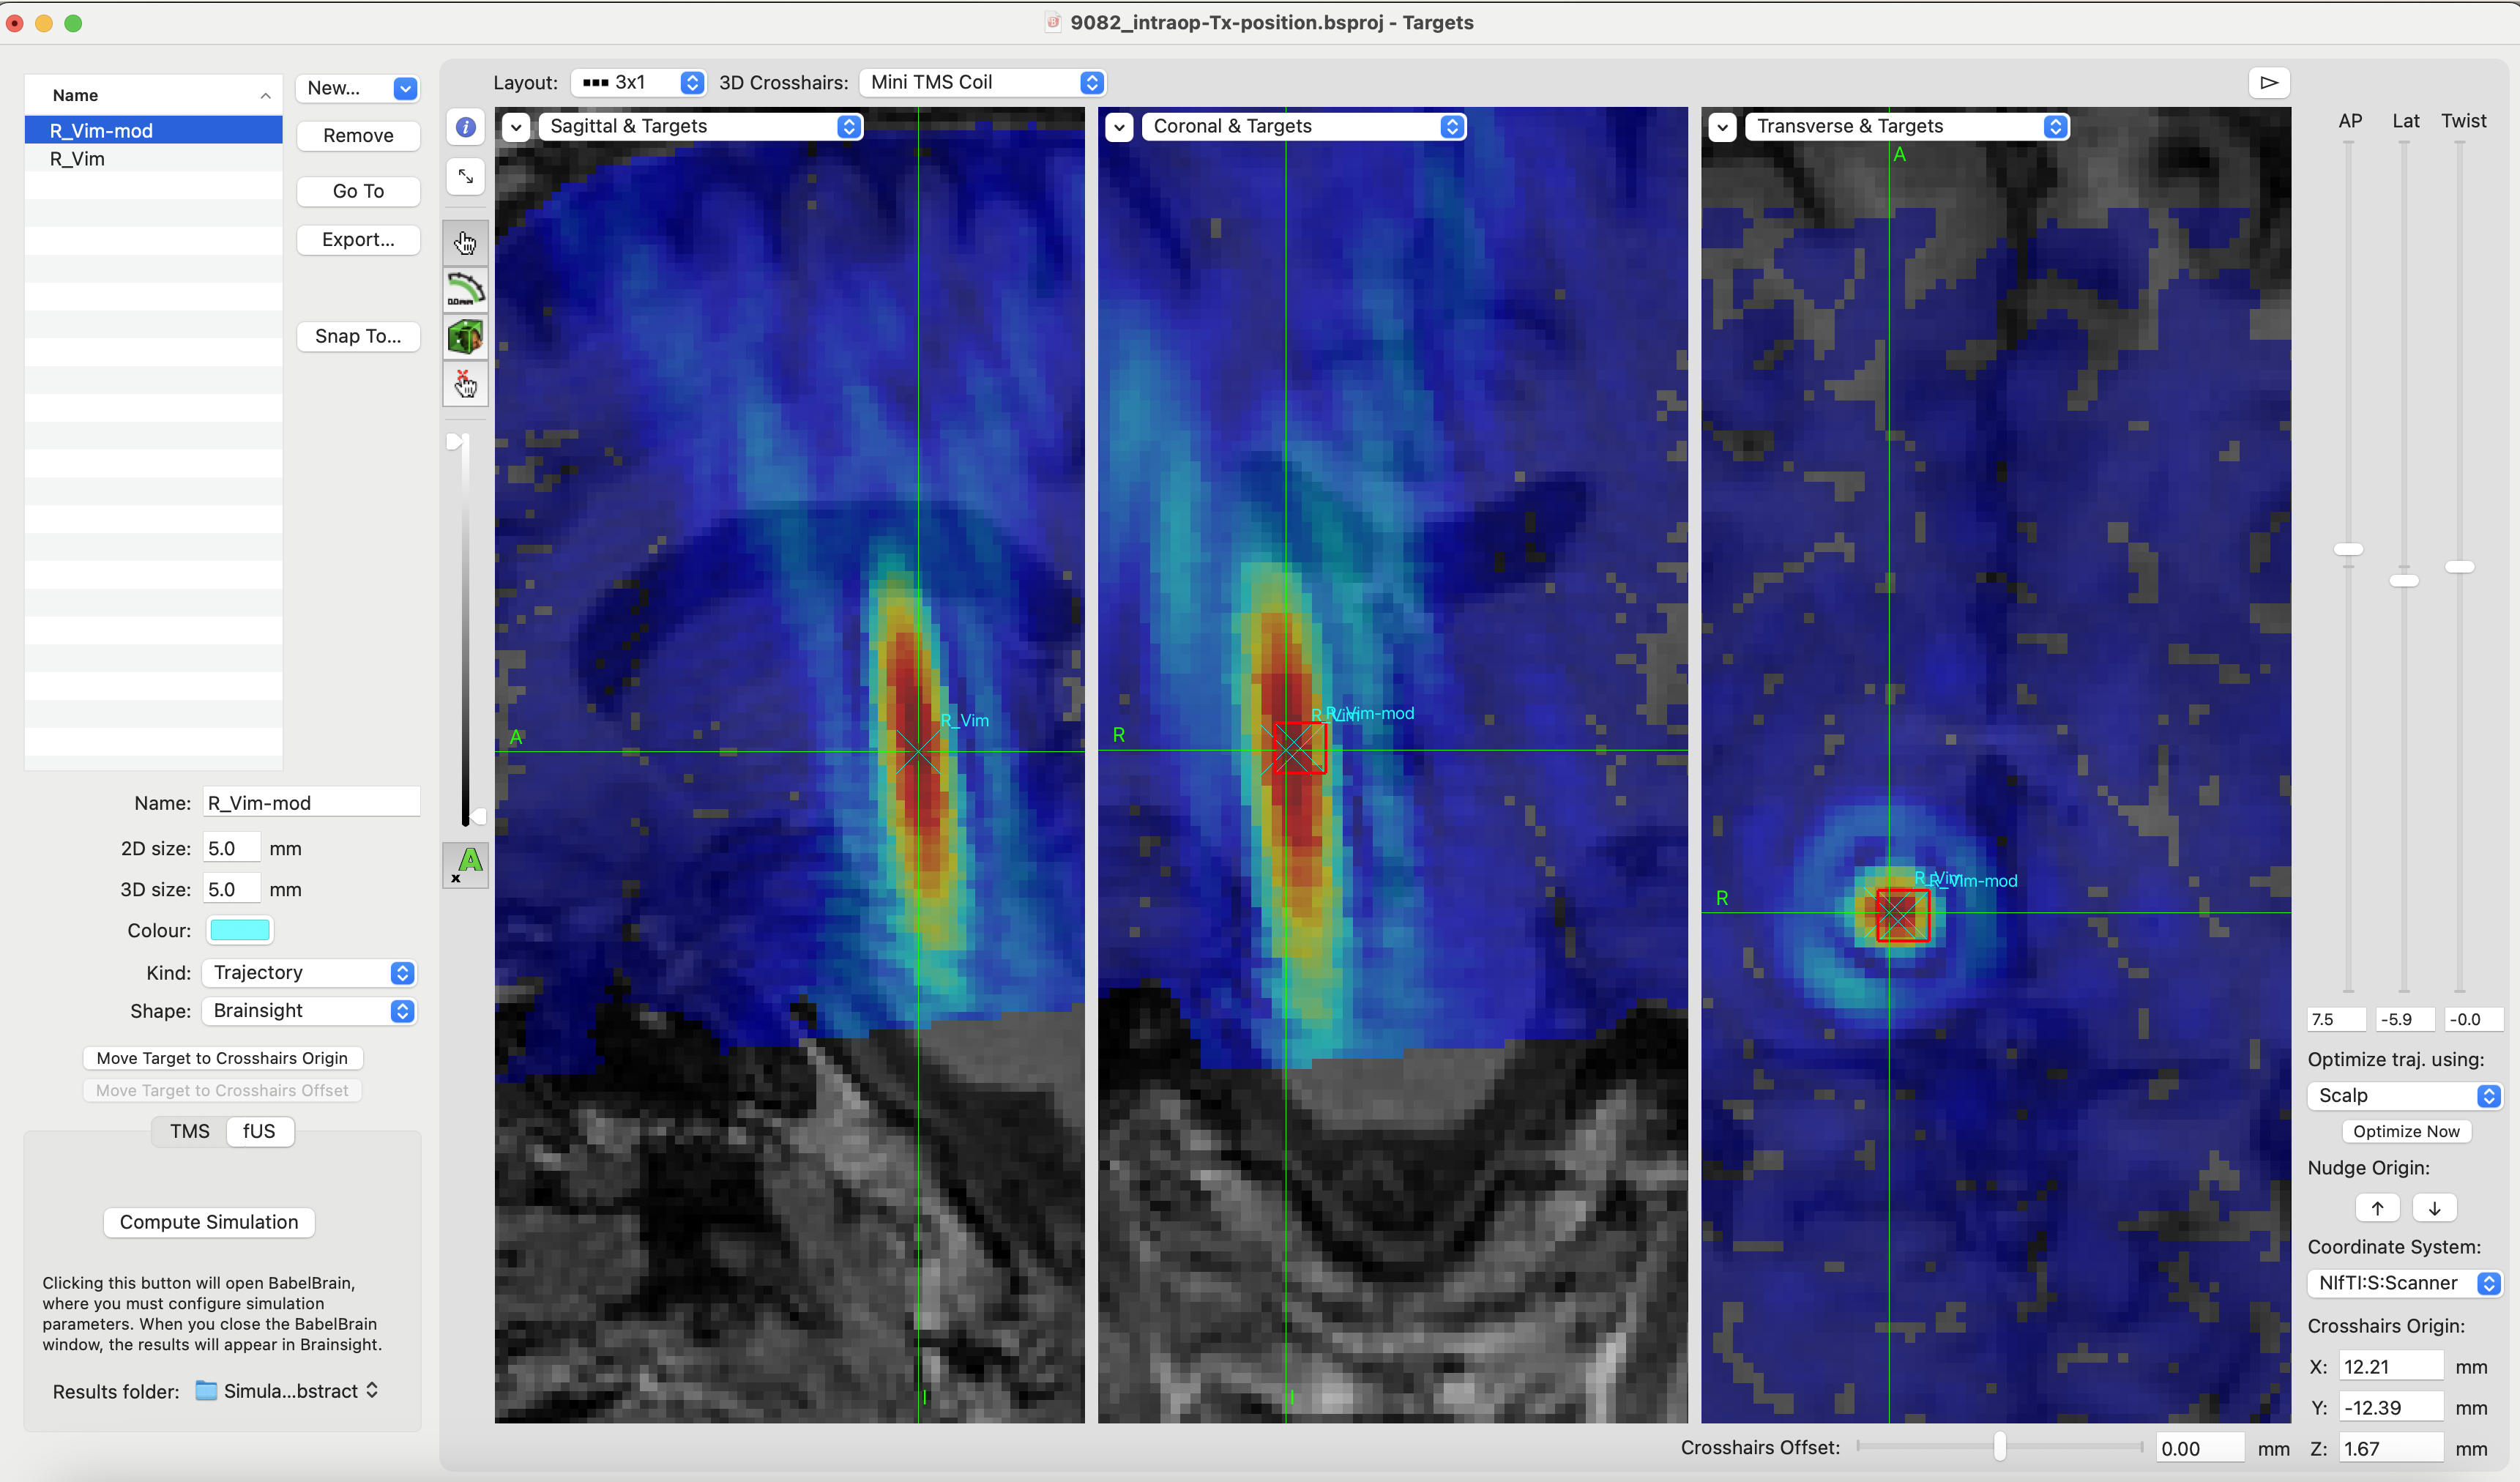 9082_intraop-Tx-position.bsproj - Targets
Name
R_Vim-mod
R_Vim
New...
Remove
Go To
Export...
Snap To...
Layout: 3x1 3D Crosshairs: Mini TMS Coil
Sagittal & Targets
Coronal & Targets
Transverse & Targets
0.0mm
A
x
A
R_Vim
I
R
R_Vim
R_Vim-mod
I
A
R
R_Vim
R_Vim-mod
AP Lat Twist
7.5 -5.9 -0.0
Optimize traj. using:
Scalp
Optimize Now
Nudge Origin:
Coordinate System:
NIfTI:S:Scanner
Crosshairs Origin:
X: 12.21 mm
Y: -12.39 mm
Z: 1.67 mm
Crosshairs Offset: 0.00 mm
Name: R_Vim-mod
2D size: 5.0 mm
3D size: 5.0 mm
Colour:
Kind: Trajectory
Shape: Brainsight
Move Target to Crosshairs Origin
Move Target to Crosshairs Offset
TMS fUS
Compute Simulation
Clicking this button will open BabelBrain,
where you must configure simulation
parameters. When you close the BabelBrain
window, the results will appear in Brainsight.
Results folder: Simula...bstract